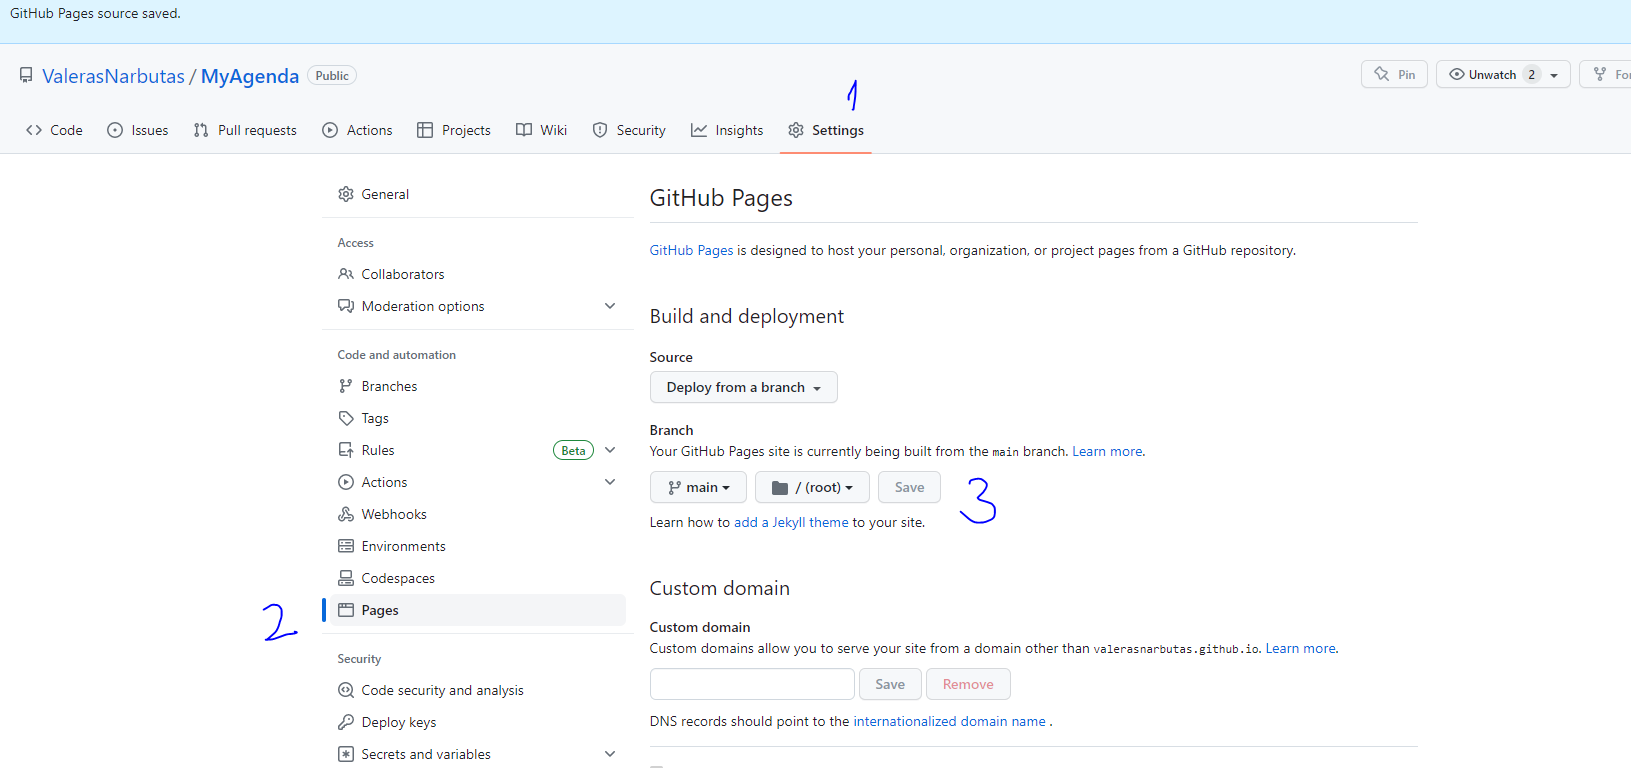 GitHub Pages source saved.
ValerasNarbutas / MyAgenda Public
Pin
Unwatch 2
For
1
Code Issues Pull requests Actions Projects Wiki Security Insights Settings
General
Access
Collaborators
Moderation options
Code and automation
Branches
Tags
Rules Beta
Actions
Webhooks
Environments
Codespaces
2 Pages
Security
Code security and analysis
Deploy keys
Secrets and variables
GitHub Pages
GitHub Pages is designed to host your personal, organization, or project pages from a GitHub repository.
Build and deployment
Source
Deploy from a branch
Branch
Your GitHub Pages site is currently being built from the main branch. Learn more.
main / (root) Save 3
Learn how to add a Jekyll theme to your site.
Custom domain
Custom domain
Custom domains allow you to serve your site from a domain other than valerasnarbutas.github.io. Learn more.
Save Remove
DNS records should point to the internationalized domain name .